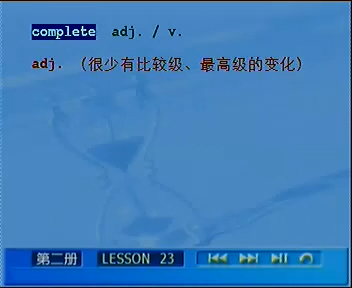 complete adj. / v.
adj. (很少有比较级、最高级的变化)
第二册 LESSON 23